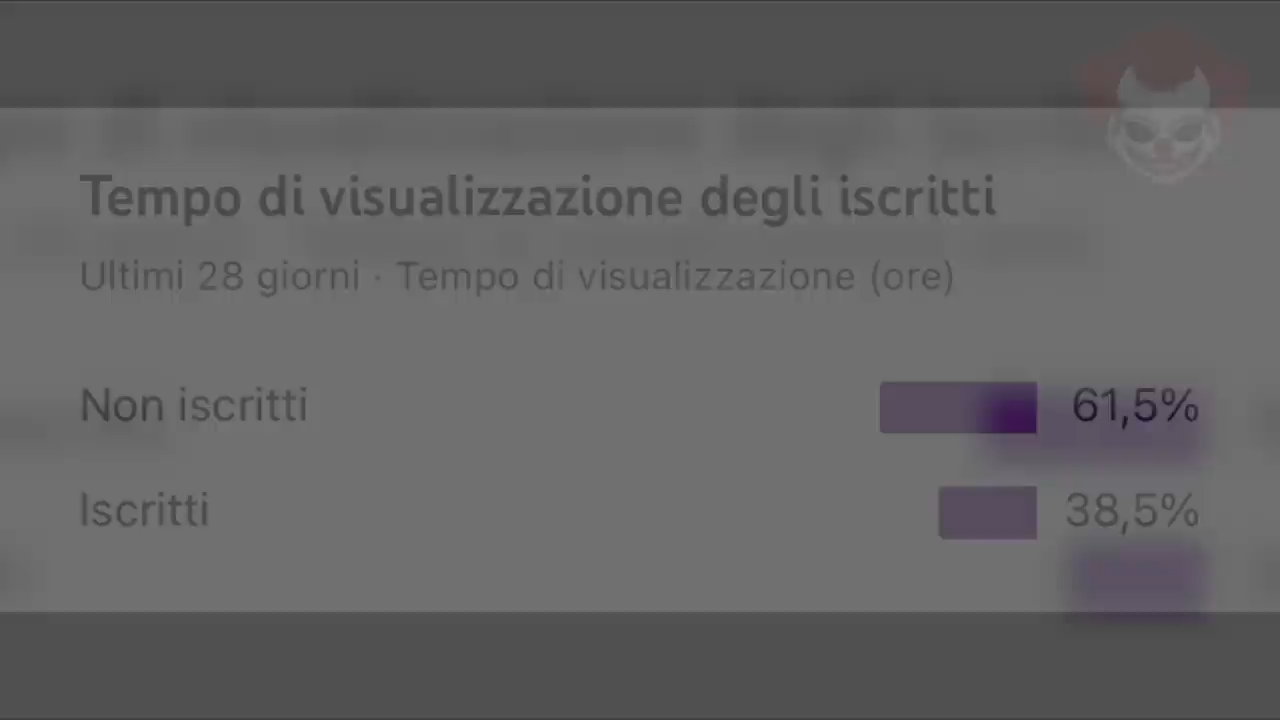 Tempo di visualizzazione degli iscritti
Ultimi 28 giorni · Tempo di visualizzazione (ore)
Non iscritti 61,5%
Iscritti 38,5%